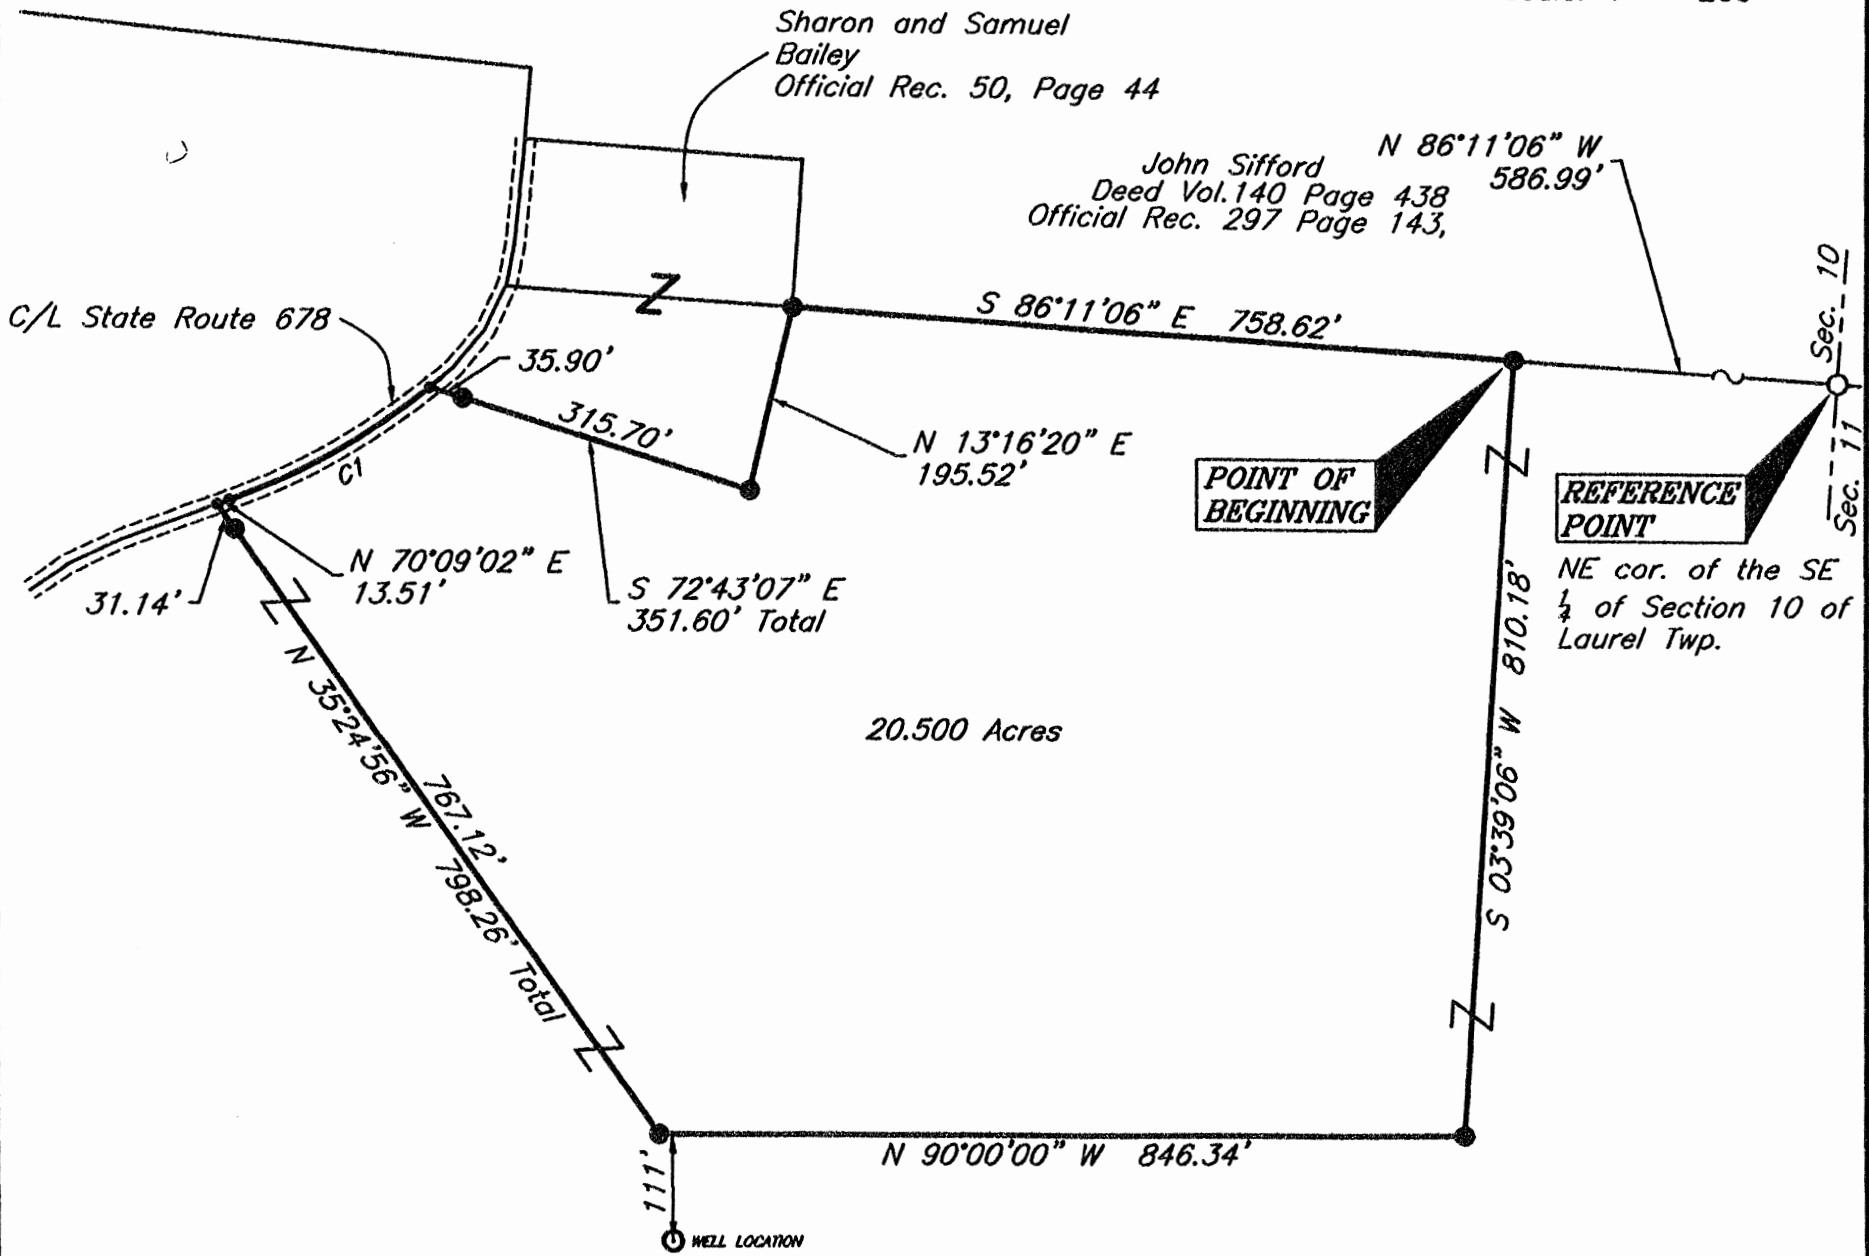 Sharon and Samuel
Bailey
Official Rec. 50, Page 44
N 86°11'06" W
586.99'
John Sifford
Deed Vol.140 Page 438
Official Rec. 297 Page 143,
Sec. 10
Sec. 11
C/L State Route 678
S 86°11'06" E 758.62'
35.90'
315.70'
C1
N 13°16'20" E
195.52'
POINT OF
BEGINNING
REFERENCE
POINT
NE cor. of the SE
1/4 of Section 10 of
Laurel Twp.
N 70°09'02" E
13.51'
31.14'
S 72°43'07" E
351.60' Total
N 35°24'56" W 798.26' Total
767.12'
20.500 Acres
S 03°39'06" W 810.18'
N 90°00'00" W 846.34'
111'
WELL LOCATION